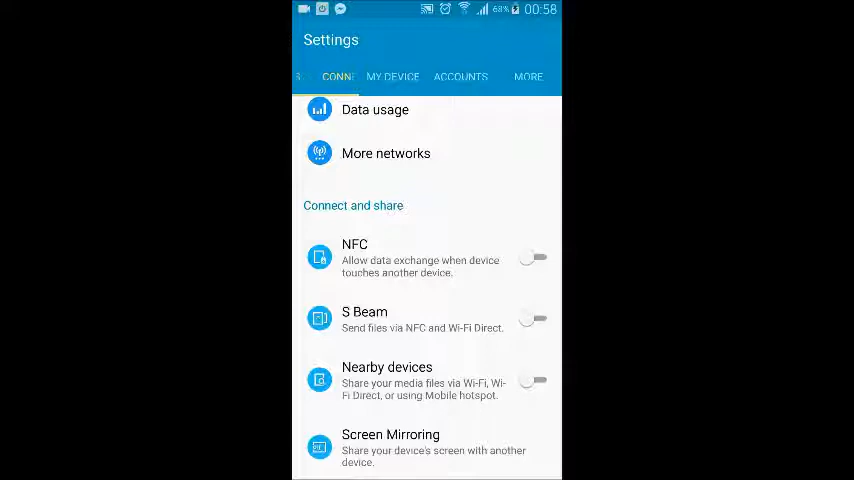 68% 00:58
Settings
S CONNE MY DEVICE ACCOUNTS MORE
Data usage
More networks
Connect and share
NFC
Allow data exchange when device
touches another device.
S Beam
Send files via NFC and Wi-Fi Direct.
Nearby devices
Share your media files via Wi-Fi, Wi-
Fi Direct, or using Mobile hotspot.
Screen Mirroring
Share your device's screen with another
device.